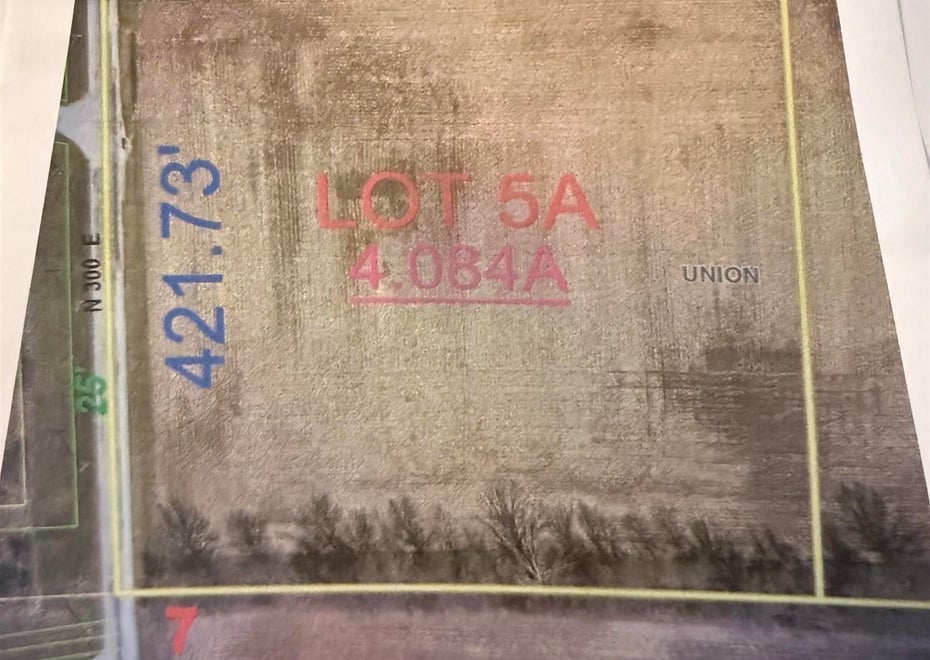 LOT 5A
4.084A
UNION
421.73'
N 300 E
25'
7